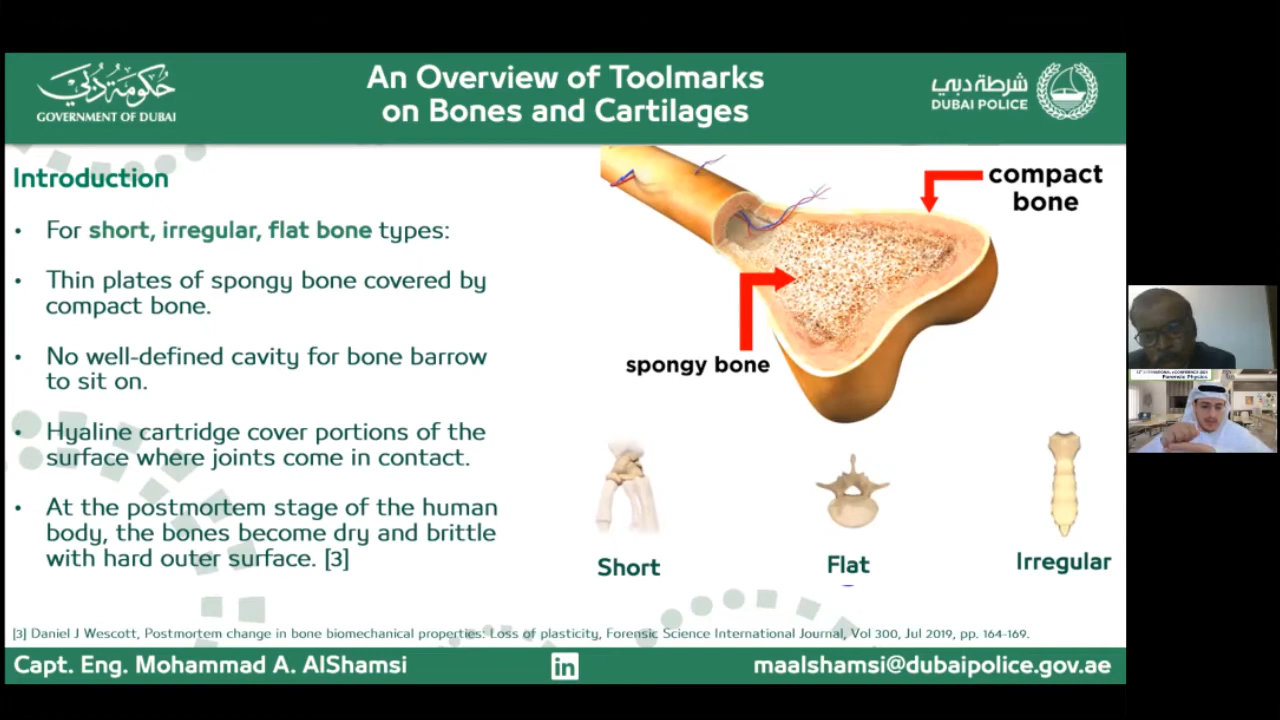 حكومة دبي
GOVERNMENT OF DUBAI
An Overview of Toolmarks
on Bones and Cartilages
شرطة دبي
DUBAI POLICE
Introduction
• For short, irregular, flat bone types:
• Thin plates of spongy bone covered by
compact bone.
• No well-defined cavity for bone barrow
to sit on.
• Hyaline cartridge cover portions of the
surface where joints come in contact.
• At the postmortem stage of the human
body, the bones become dry and brittle
with hard outer surface. [3]
compact
bone
spongy bone
Short
Flat
Irregular
[3] Daniel J Wescott, Postmortem change in bone biomechanical properties: Loss of plasticity, Forensic Science International Journal, Vol 300, Jul 2019, pp. 164-169.
Capt. Eng. Mohammad A. AlShamsi
in
maalshamsi@dubaipolice.gov.ae
Forensic Physics